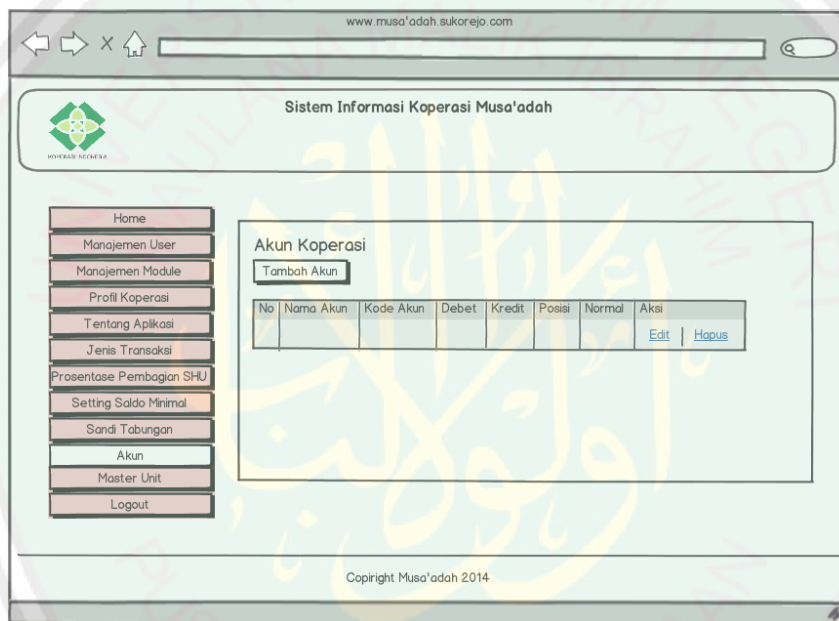 www.musa'adah.sukorejo.com
Sistem Informasi Koperasi Musa'adah
KOPERASI INDONESIA
Home
Manajemen User
Manajemen Module
Profil Koperasi
Tentang Aplikasi
Jenis Transaksi
Prosentase Pembagian SHU
Setting Saldo Minimal
Sandi Tabungan
Akun
Master Unit
Logout
Akun Koperasi
Tambah Akun
No Nama Akun Kode Akun Debet Kredit Posisi Normal Aksi
Edit | Hapus
Copiright Musa'adah 2014